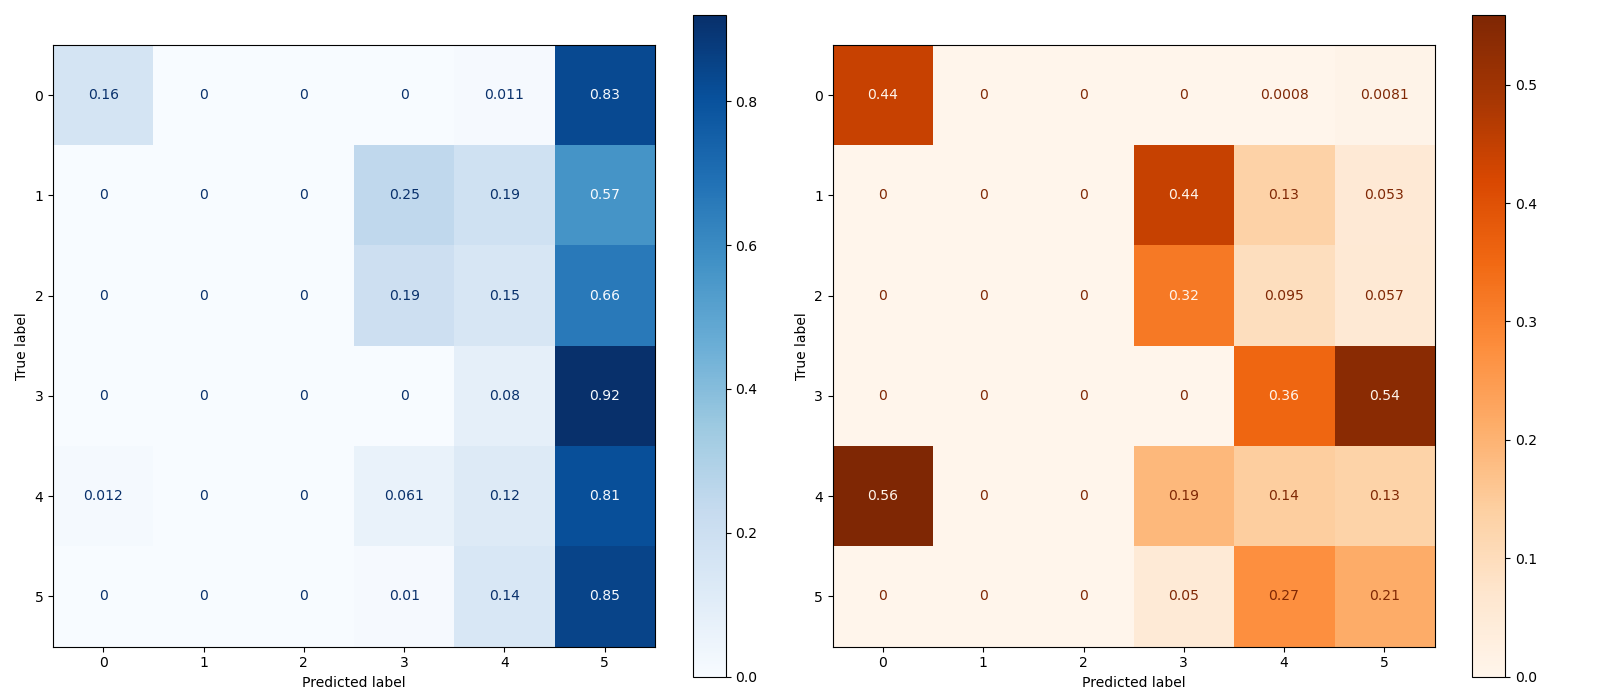 0 0.16 0 0 0 0.011 0.83
1 0 0 0 0.25 0.19 0.57
2 0 0 0 0.19 0.15 0.66
3 0 0 0 0 0.08 0.92
4 0.012 0 0 0.061 0.12 0.81
5 0 0 0 0.01 0.14 0.85
0 1 2 3 4 5
Predicted label
True label
0.8
0.6
0.4
0.2
0.0
0 0.44 0 0 0 0.0008 0.0081
1 0 0 0 0.44 0.13 0.053
2 0 0 0 0.32 0.095 0.057
3 0 0 0 0 0.36 0.54
4 0.56 0 0 0.19 0.14 0.13
5 0 0 0 0.05 0.27 0.21
0 1 2 3 4 5
Predicted label
True label
0.5
0.4
0.3
0.2
0.1
0.0